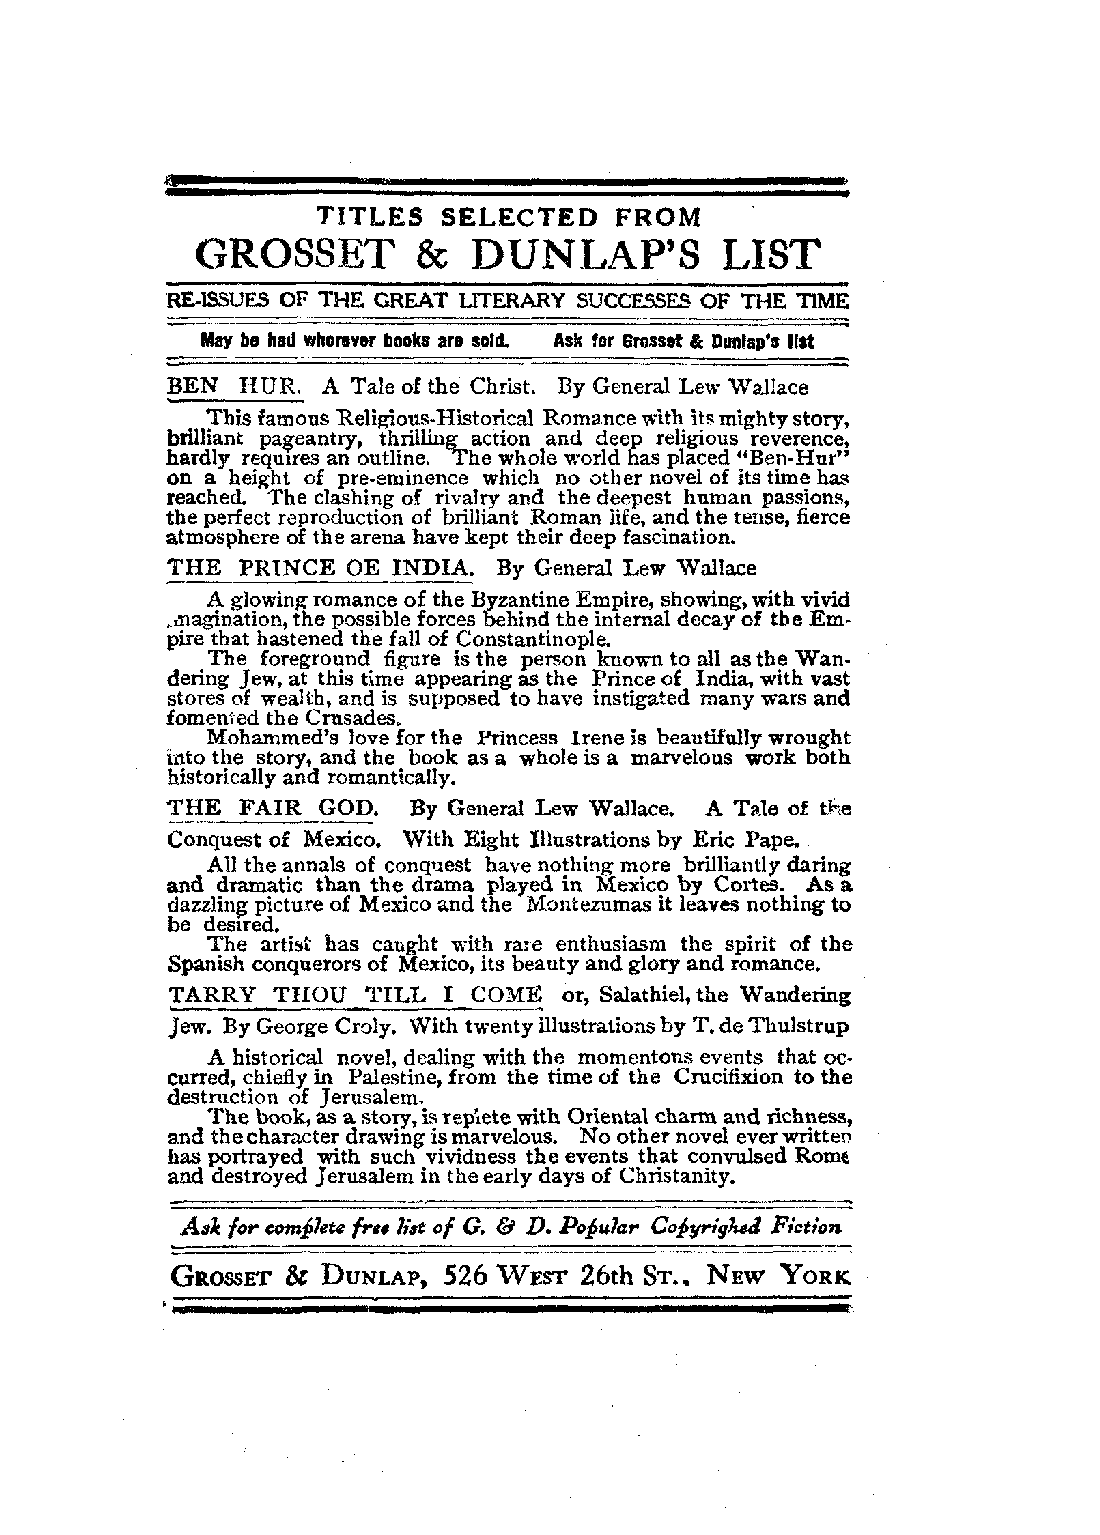 TITLES SELECTED FROM
GROSSET & DUNLAP'S LIST
RE-ISSUES OF THE GREAT LITERARY SUCCESSES OF THE TIME
May be had wherever books are sold. Ask for Grosset & Dunlap's list
BEN HUR. A Tale of the Christ. By General Lew Wallace
This famous Religious-Historical Romance with its mighty story,
brilliant pageantry, thrilling action and deep religious reverence,
hardly requires an outline. The whole world has placed "Ben-Hur"
on a height of pre-eminence which no other novel of its time has
reached. The clashing of rivalry and the deepest human passions,
the perfect reproduction of brilliant Roman life, and the tense, fierce
atmosphere of the arena have kept their deep fascination.
THE PRINCE OE INDIA. By General Lew Wallace
A glowing romance of the Byzantine Empire, showing, with vivid
imagination, the possible forces behind the internal decay of the Em-
pire that hastened the fall of Constantinople.
The foreground figure is the person known to all as the Wan-
dering Jew, at this time appearing as the Prince of India, with vast
stores of wealth, and is supposed to have instigated many wars and
fomented the Crusades.
Mohammed's love for the Princess Irene is beautifully wrought
into the story, and the book as a whole is a marvelous work both
historically and romantically.
THE FAIR GOD. By General Lew Wallace. A Tale of the
Conquest of Mexico. With Eight Illustrations by Eric Pape.
All the annals of conquest have nothing more brilliantly daring
and dramatic than the drama played in Mexico by Cortes. As a
dazzling picture of Mexico and the Montezumas it leaves nothing to
be desired.
The artist has caught with rare enthusiasm the spirit of the
Spanish conquerors of Mexico, its beauty and glory and romance.
TARRY THOU TILL I COME or, Salathiel, the Wandering
Jew. By George Croly. With twenty illustrations by T. de Thulstrup
A historical novel, dealing with the momentous events that oc-
curred, chiefly in Palestine, from the time of the Crucifixion to the
destruction of Jerusalem.
The book, as a story, is replete with Oriental charm and richness,
and the character drawing is marvelous. No other novel ever written
has portrayed with such vividness the events that convulsed Rome
and destroyed Jerusalem in the early days of Christanity.
Ask for complete free list of G. & D. Popular Copyrighed Fiction
GROSSET & DUNLAP, 526 WEST 26th ST., NEW YORK